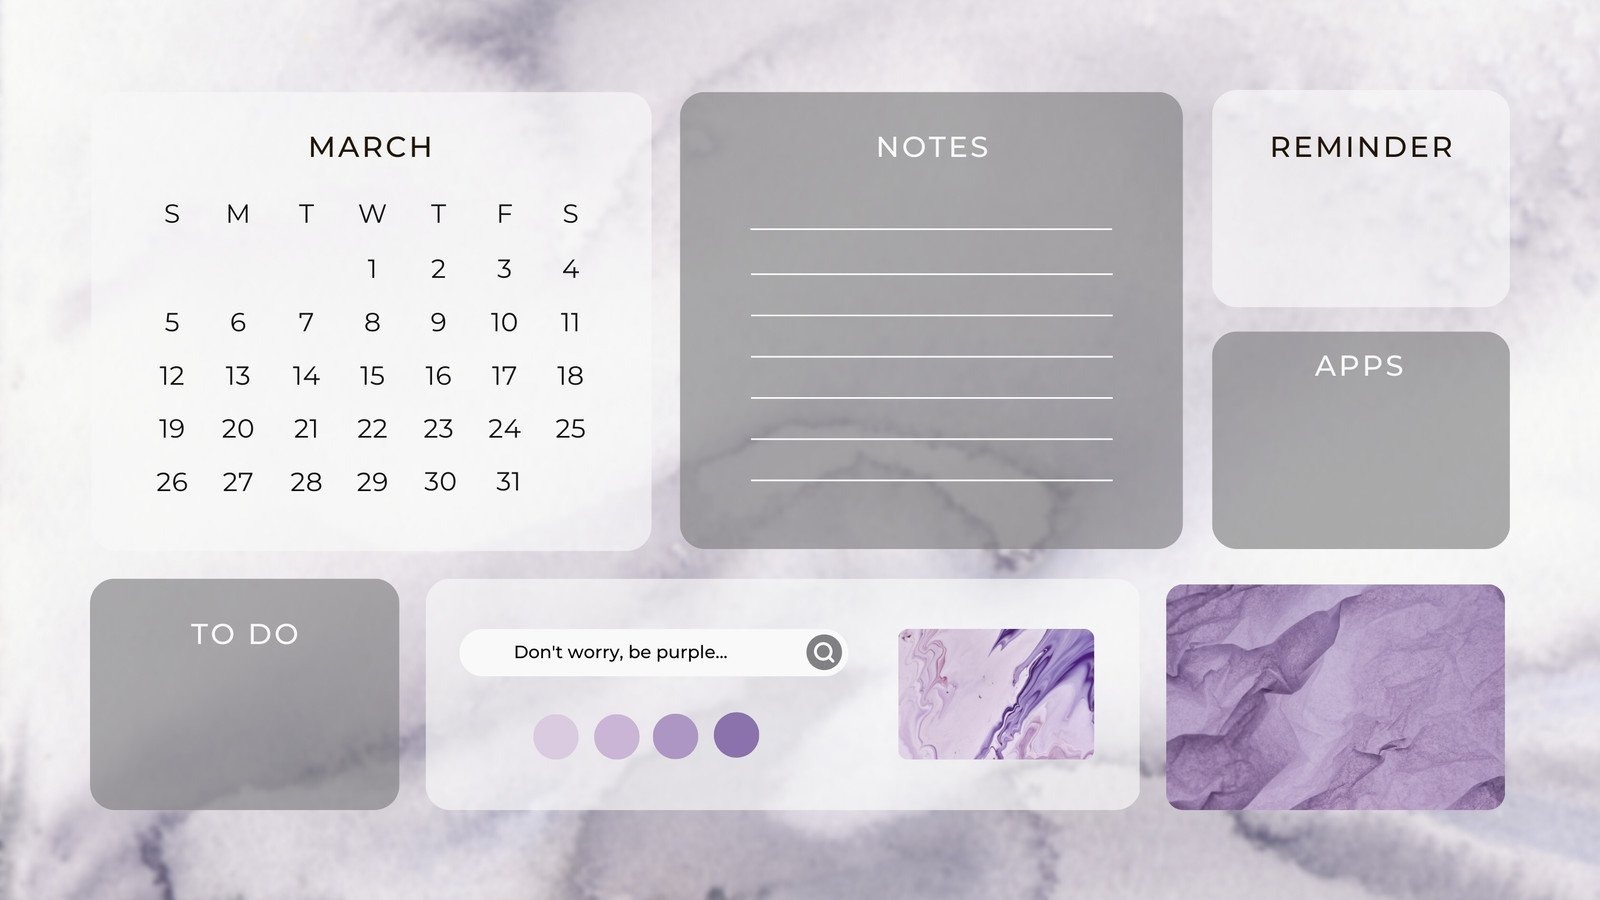 MARCH
S M T W T F S
1 2 3 4
5 6 7 8 9 10 11
12 13 14 15 16 17 18
19 20 21 22 23 24 25
26 27 28 29 30 31
NOTES
REMINDER
APPS
TO DO
Don't worry, be purple...